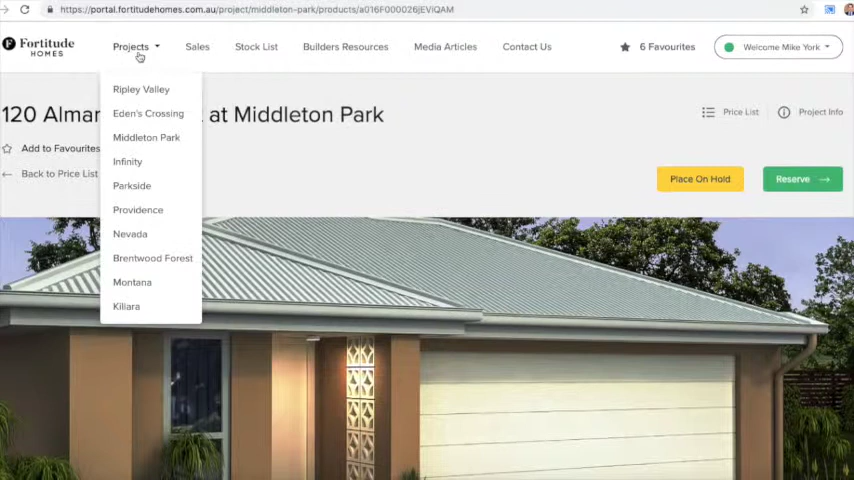 https://portal.fortitudehomes.com.au/project/middleton-park/products/a016F000026jEViQAM
Fortitude
HOMES
Projects
Sales
Stock List
Builders Resources
Media Articles
Contact Us
6 Favourites
Welcome Mike York
Ripley Valley
Eden's Crossing
Middleton Park
Infinity
Parkside
Providence
Nevada
Brentwood Forest
Montana
Killara
120 Alma
at Middleton Park
Price List
Project Info
Add to Favourites
Back to Price List
Place On Hold
Reserve